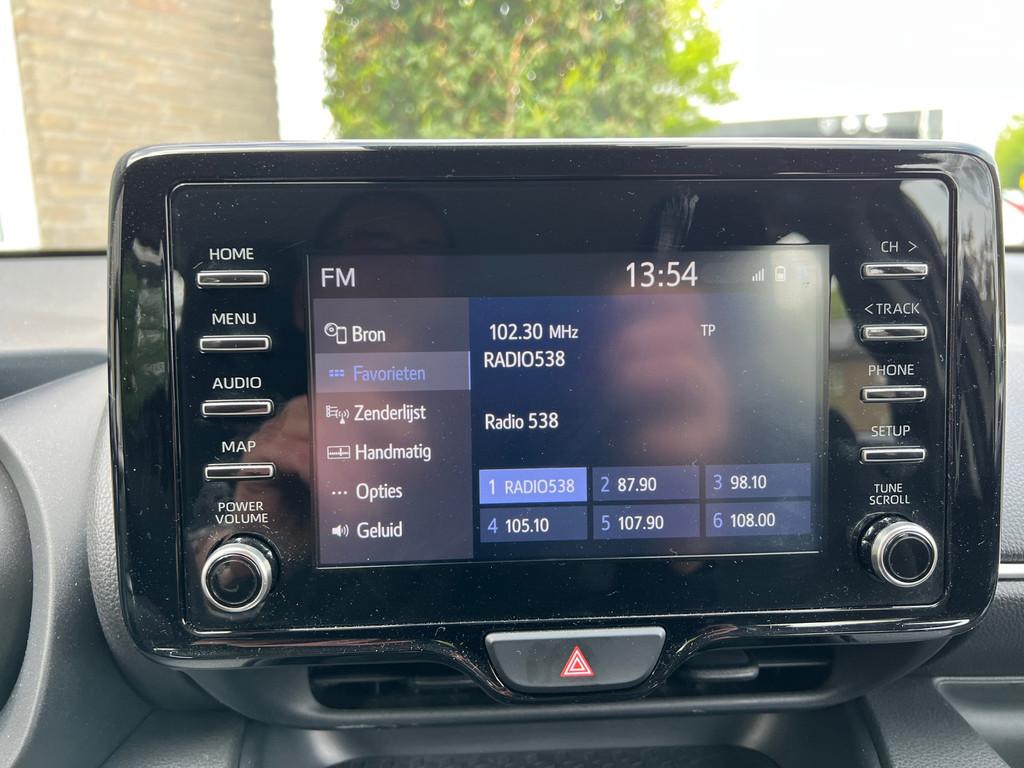 HOME
MENU
AUDIO
MAP
POWER
VOLUME
FM
13:54
Bron
Favorieten
Zenderlijst
Handmatig
Opties
Geluid
102.30 MHz
TP
RADIO538
Radio 538
1 RADIO538
2 87.90
3 98.10
4 105.10
5 107.90
6 108.00
CH >
< TRACK
PHONE
SETUP
TUNE
SCROLL